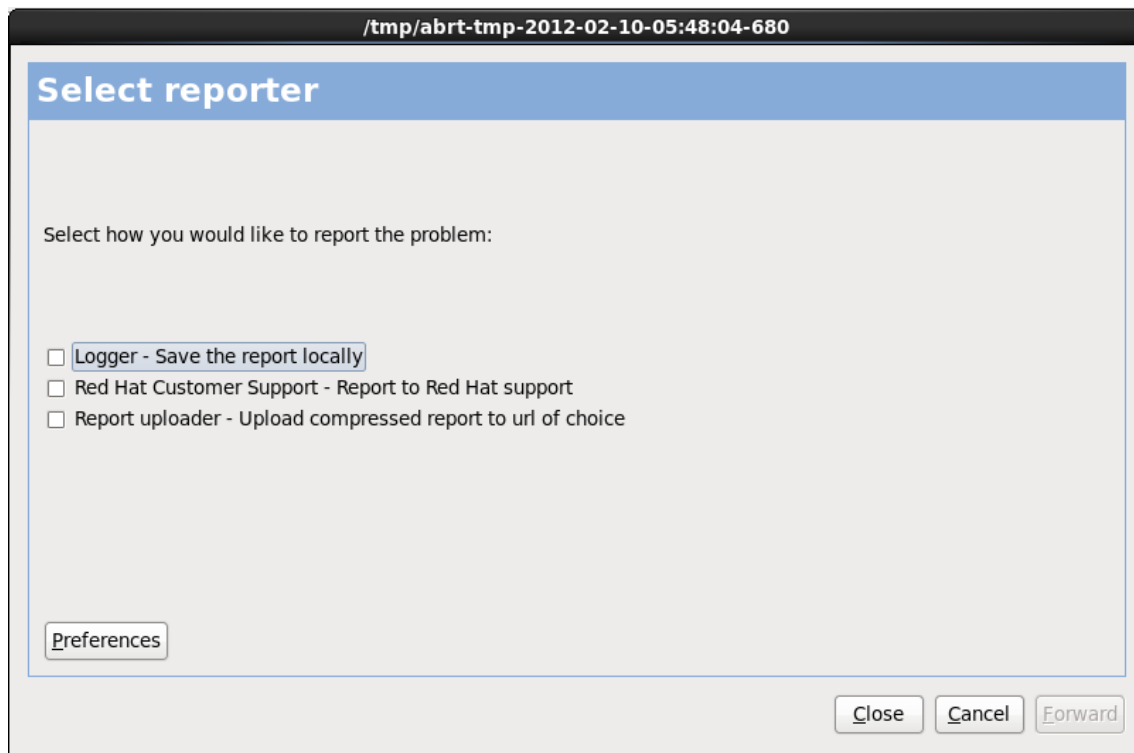 /tmp/abrt-tmp-2012-02-10-05:48:04-680
Select reporter
Select how you would like to report the problem:
Logger - Save the report locally
Red Hat Customer Support - Report to Red Hat support
Report uploader - Upload compressed report to url of choice
Preferences
Close Cancel Forward